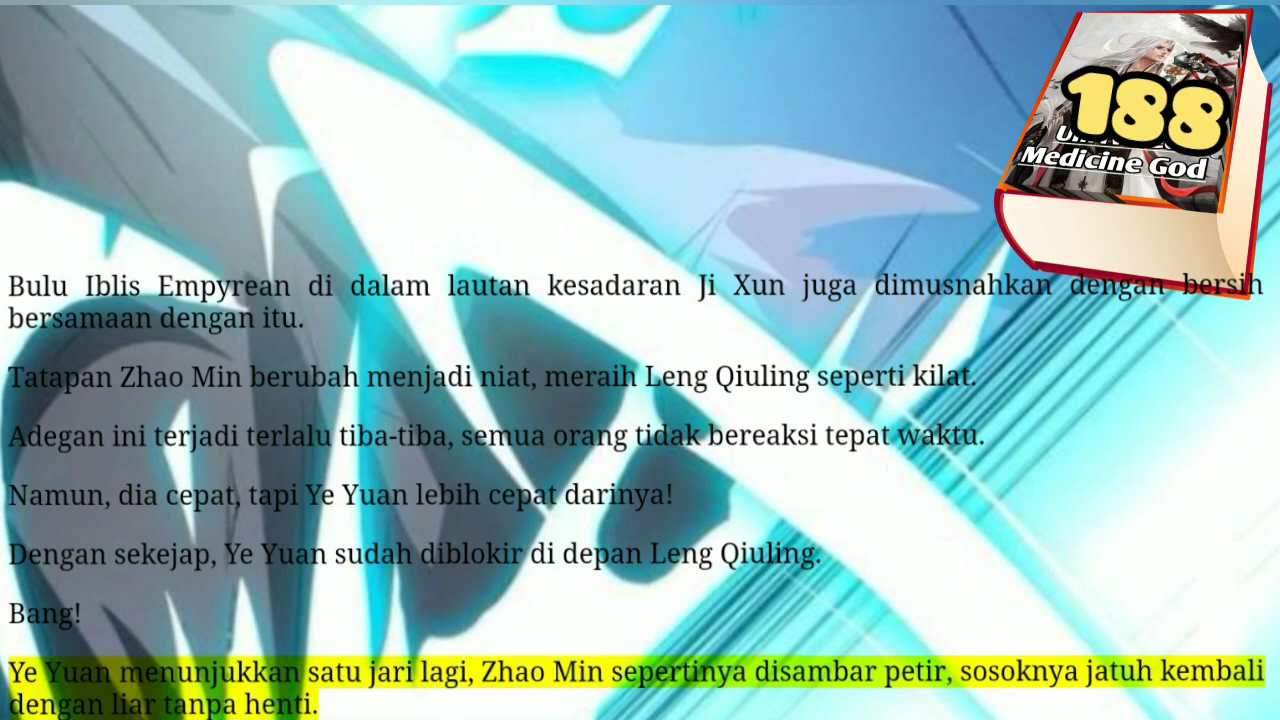 188
Medicine God
Bulu Iblis Empyrean di dalam lautan kesadaran Ji Xun juga dimusnahkan dengan bersih
bersamaan dengan itu.
Tatapan Zhao Min berubah menjadi niat, meraih Leng Qiuling seperti kilat.
Adegan ini terjadi terlalu tiba-tiba, semua orang tidak bereaksi tepat waktu.
Namun, dia cepat, tapi Ye Yuan lebih cepat darinya!
Dengan sekejap, Ye Yuan sudah diblokir di depan Leng Qiuling.
Bang!
Ye Yuan menunjukkan satu jari lagi, Zhao Min sepertinya disambar petir, sosoknya jatuh kembali
dengan liar tanpa henti.